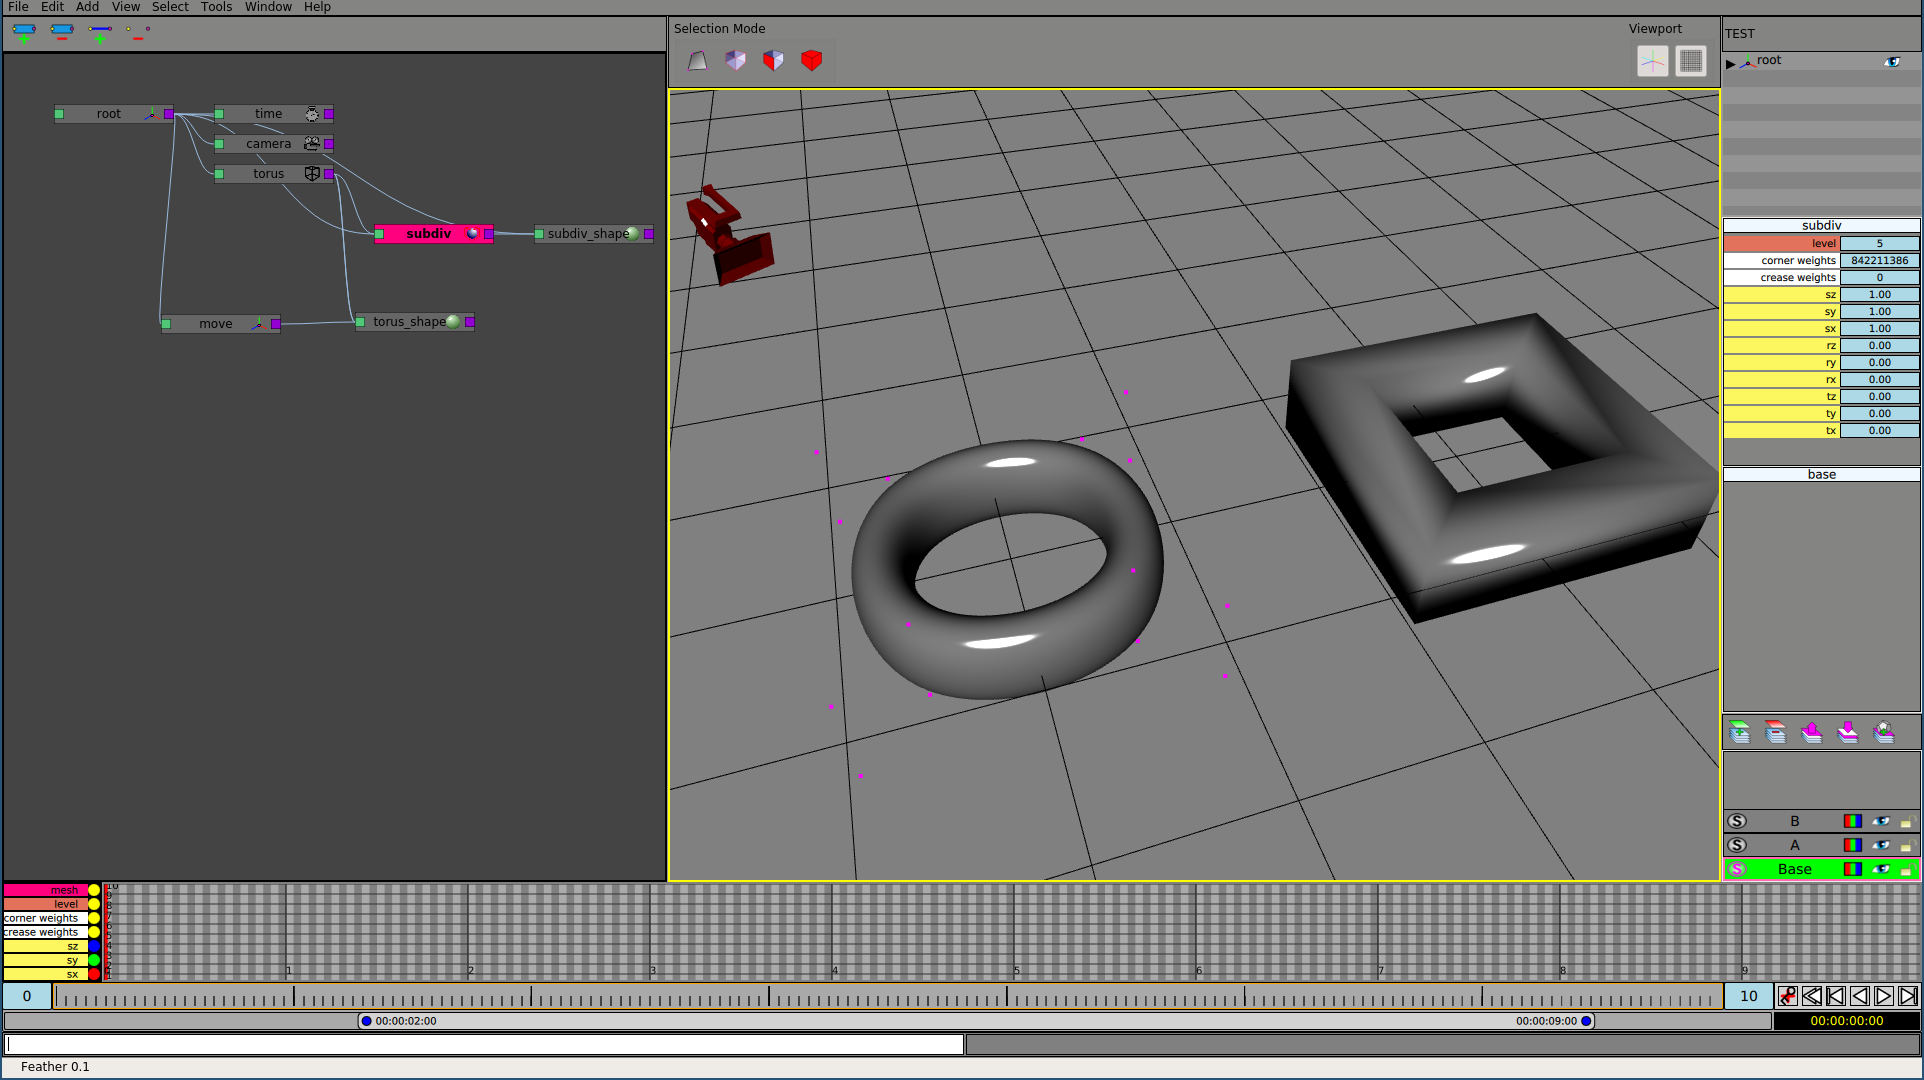 File Edit Add View Select Tools Window Help
Selection Mode
Viewport
TEST
root
root
time
camera
torus
subdiv
subdiv_shape
move
torus_shape
subdiv
level 5
corner weights 842211386
crease weights 0
sz 1.00
sy 1.00
sx 1.00
rz 0.00
ry 0.00
rx 0.00
tz 0.00
ty 0.00
tx 0.00
base
S B
S A
S Base
mesh
level
corner weights
crease weights
sz
sy
sx
1 2 3 4 5 6 7 8 9
0
10
00:00:02:00
00:00:09:00
00:00:00:00
Feather 0.1